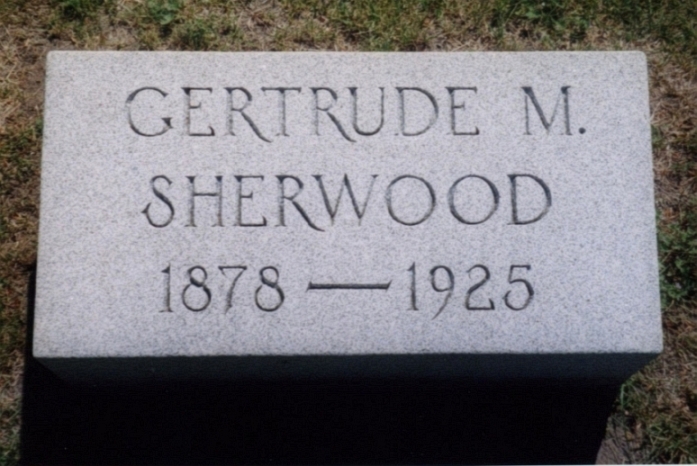 GERTRUDE M.
SHERWOOD
1878 — 1925